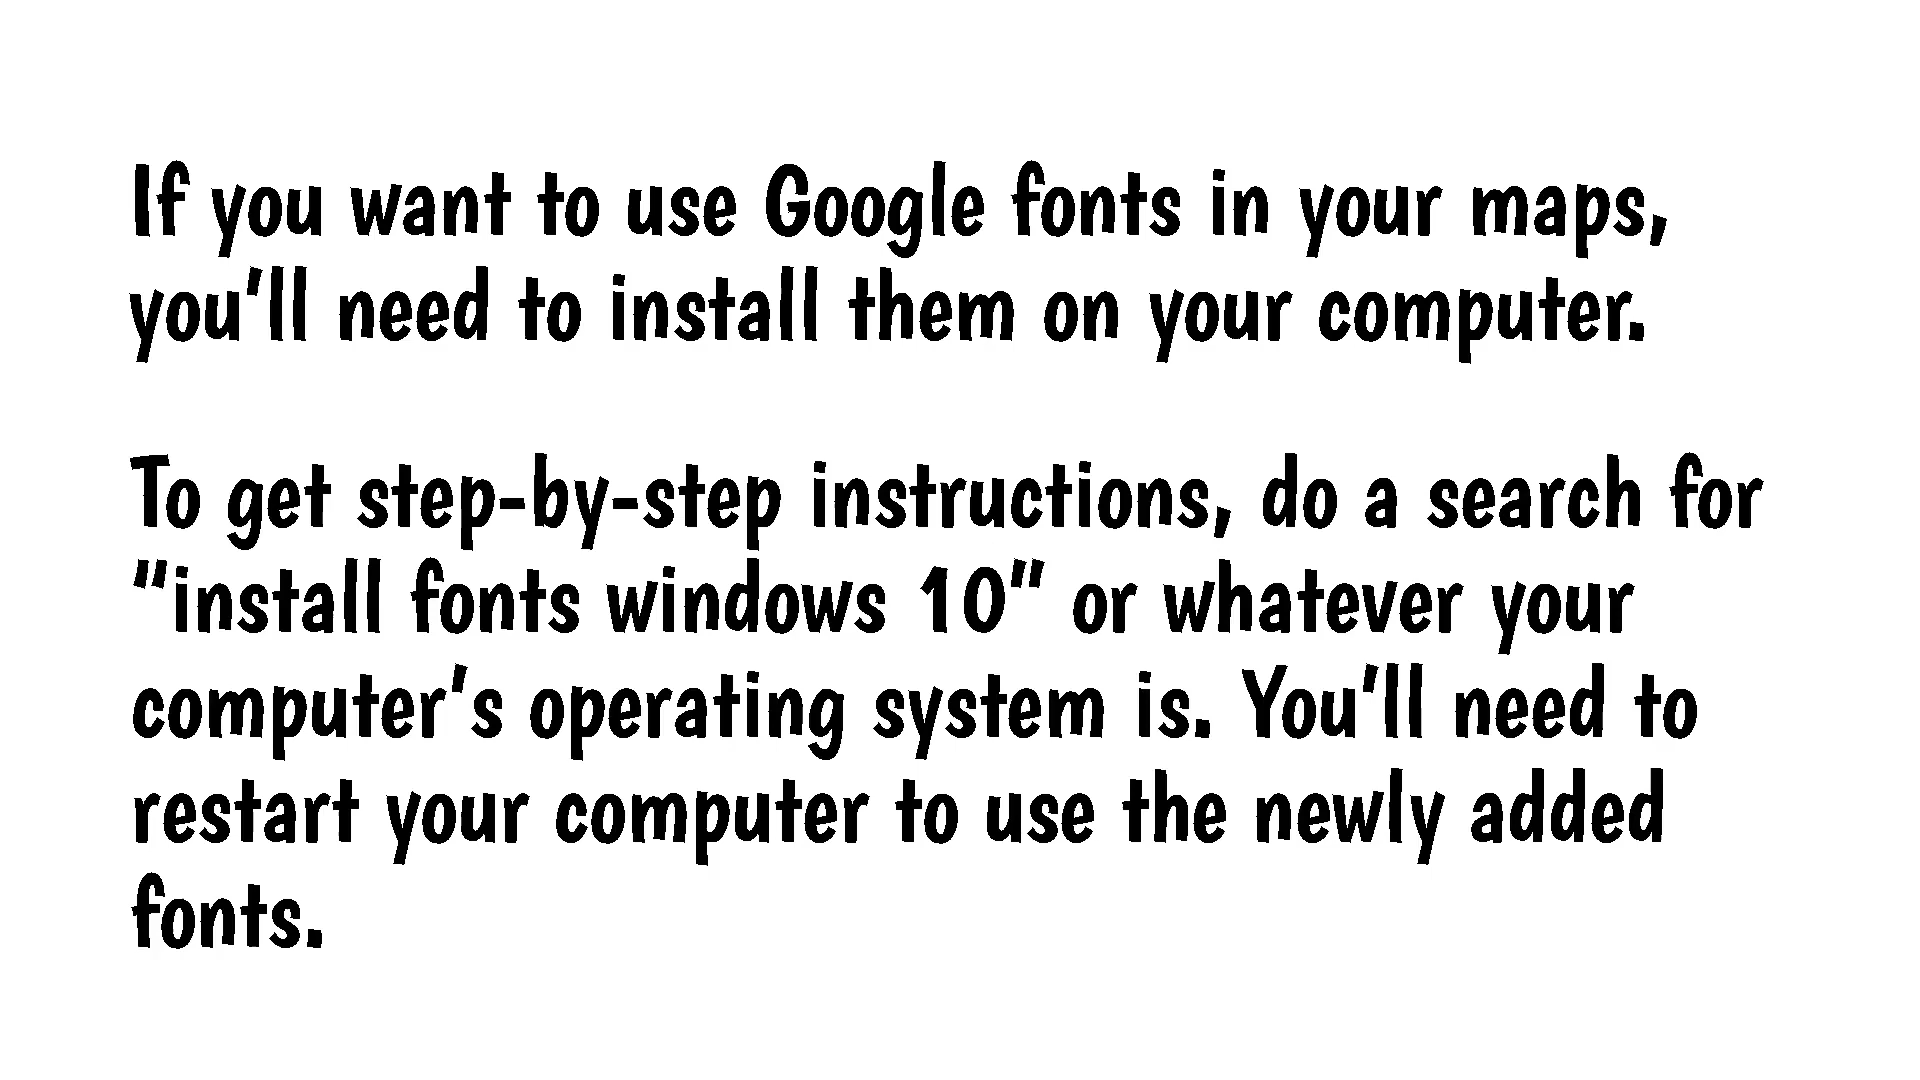 If you want to use Google fonts in your maps,
you’ll need to install them on your computer.
To get step-by-step instructions, do a search for
“install fonts windows 10” or whatever your
computer’s operating system is. You’ll need to
restart your computer to use the newly added
fonts.